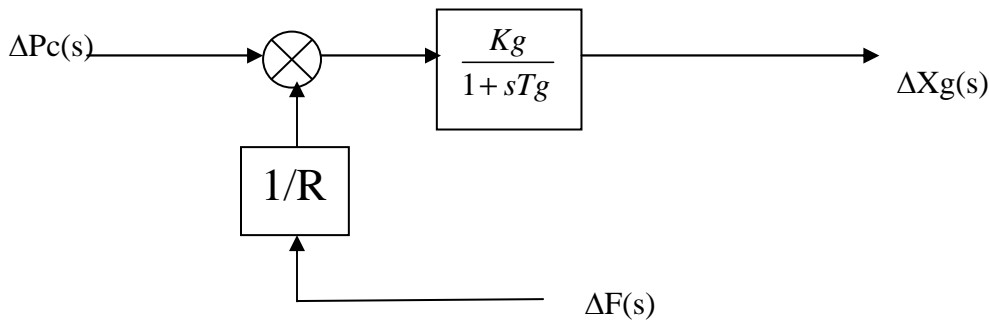 ΔPc(s)
Kg
1+ sTg
ΔXg(s)
1/R
ΔF(s)